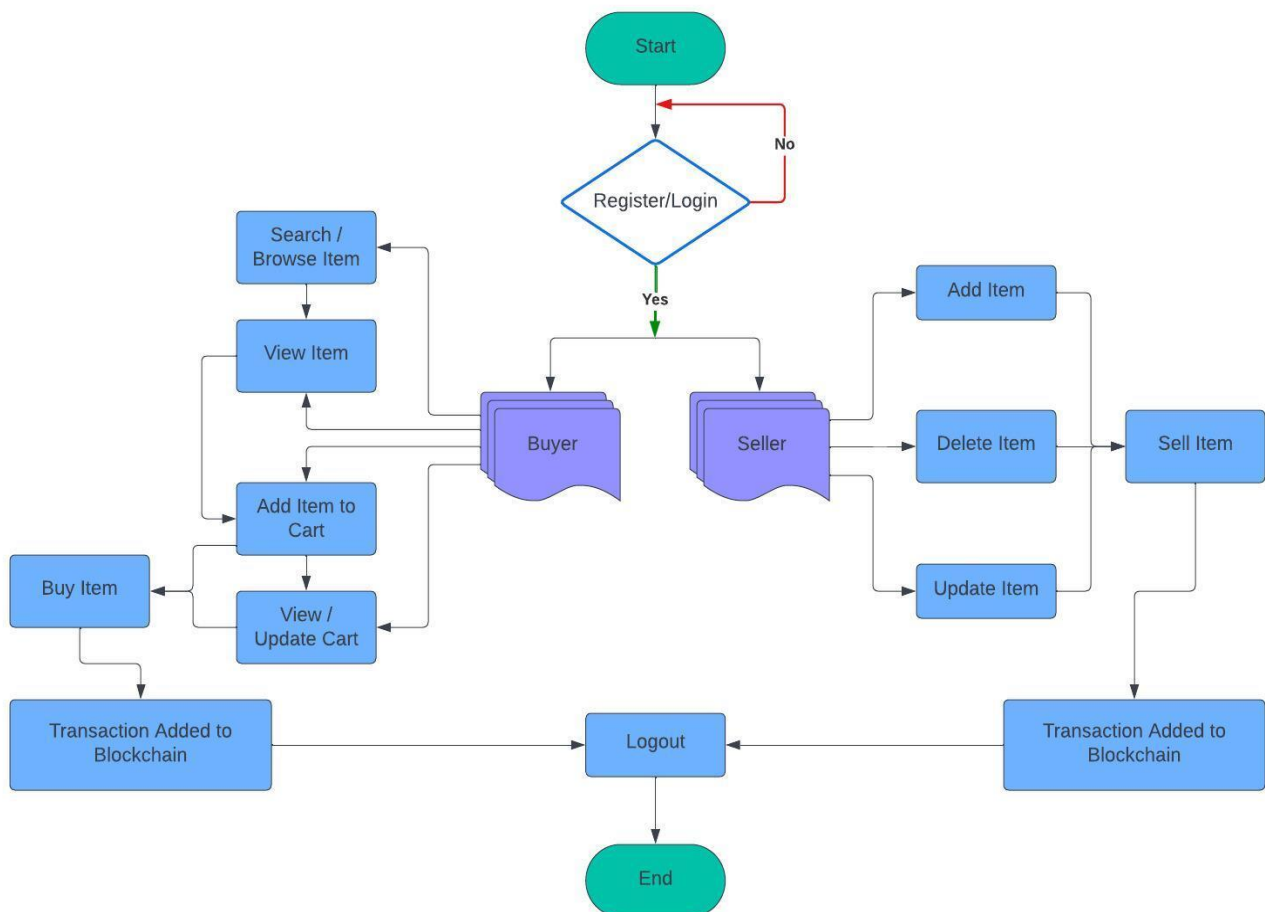 Start
No
Register/Login
Yes
Search /
Browse Item
View Item
Add Item to
Cart
View /
Update Cart
Buy Item
Buyer
Seller
Add Item
Delete Item
Update Item
Sell Item
Transaction Added to
Blockchain
Logout
Transaction Added to
Blockchain
End